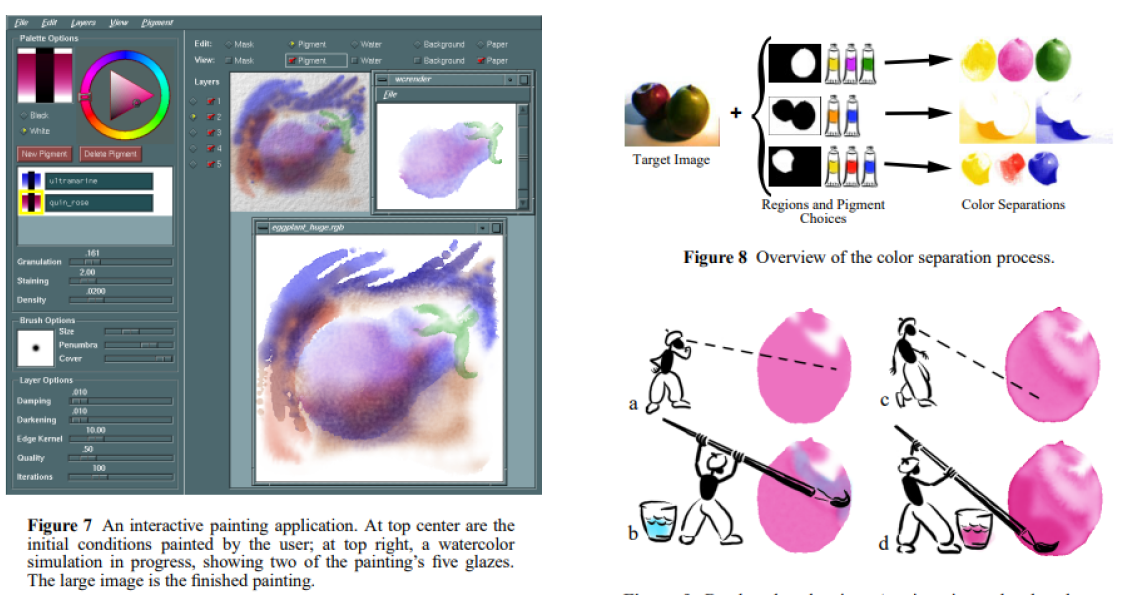 File Edit Layers View Pigment
Palette Options
Black
White
New Pigment Delete Pigment
ultramarine
quin_rose
.161
Granulation
2.00
Staining
.0200
Density
Brush Options
Size
Penumbra
Cover
Layer Options
.010
Damping
.010
Darkening
10.00
Edge Kernel
.50
Quality
100
Iterations
Edit: Mask Pigment Water Background Paper
View: Mask Pigment Water Background Paper
Layers
1
2
3
4
5
wcrender
File
eggplant_huge.rgb
Figure 7 An interactive painting application. At top center are the
initial conditions painted by the user; at top right, a watercolor
simulation in progress, showing two of the painting's five glazes.
The large image is the finished painting.
+
Target Image
Regions and Pigment
Choices
Color Separations
Figure 8 Overview of the color separation process.
a
c
b
d